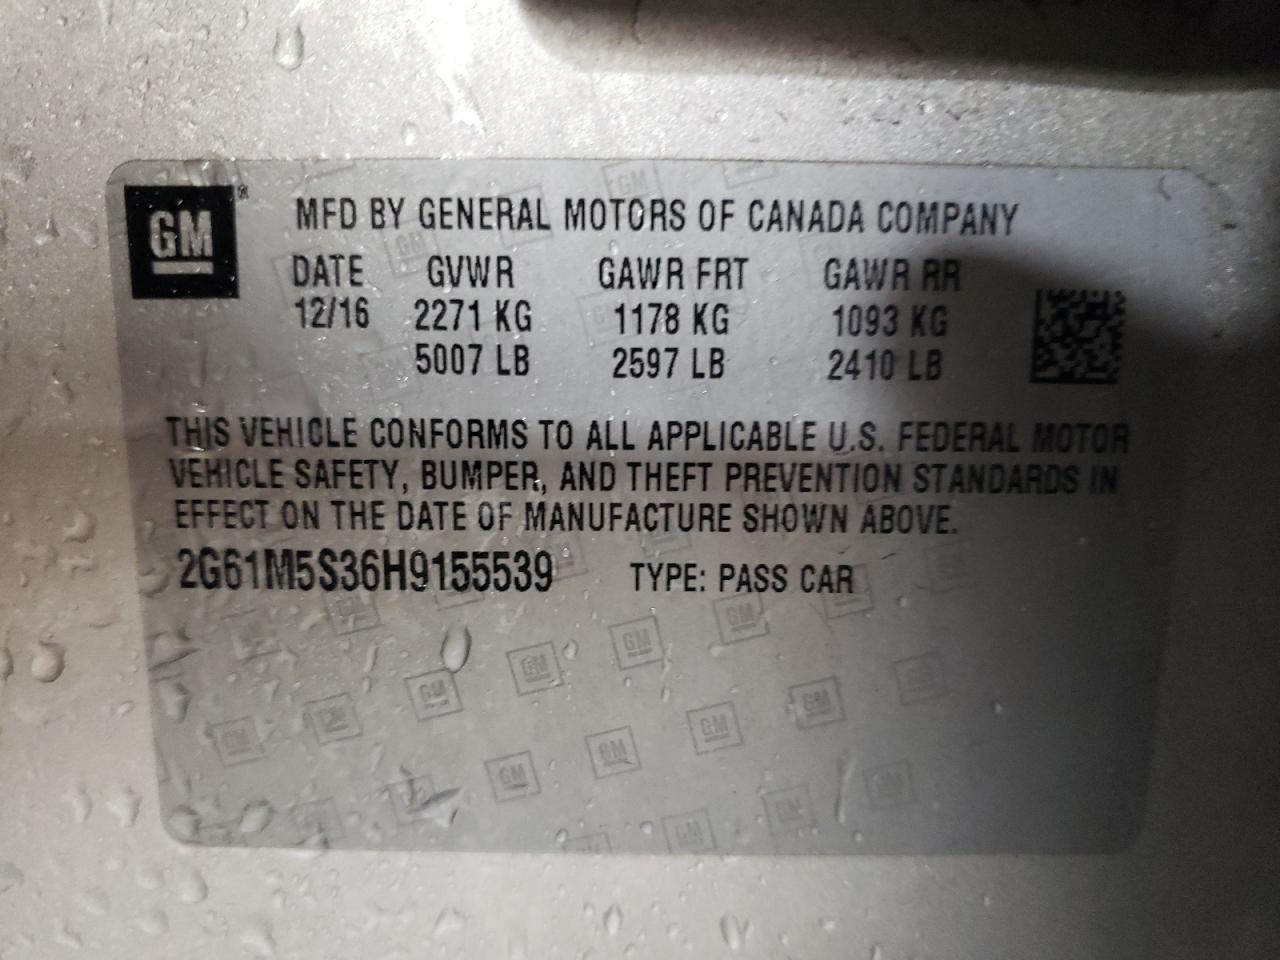 GM ®
MFD BY GENERAL MOTORS OF CANADA COMPANY
DATE GVWR GAWR FRT GAWR RR
12/16 2271 KG 1178 KG 1093 KG
5007 LB 2597 LB 2410 LB
THIS VEHICLE CONFORMS TO ALL APPLICABLE U.S. FEDERAL MOTOR
VEHICLE SAFETY, BUMPER, AND THEFT PREVENTION STANDARDS IN
EFFECT ON THE DATE OF MANUFACTURE SHOWN ABOVE.
2G61M5S36H9155539 TYPE: PASS CAR